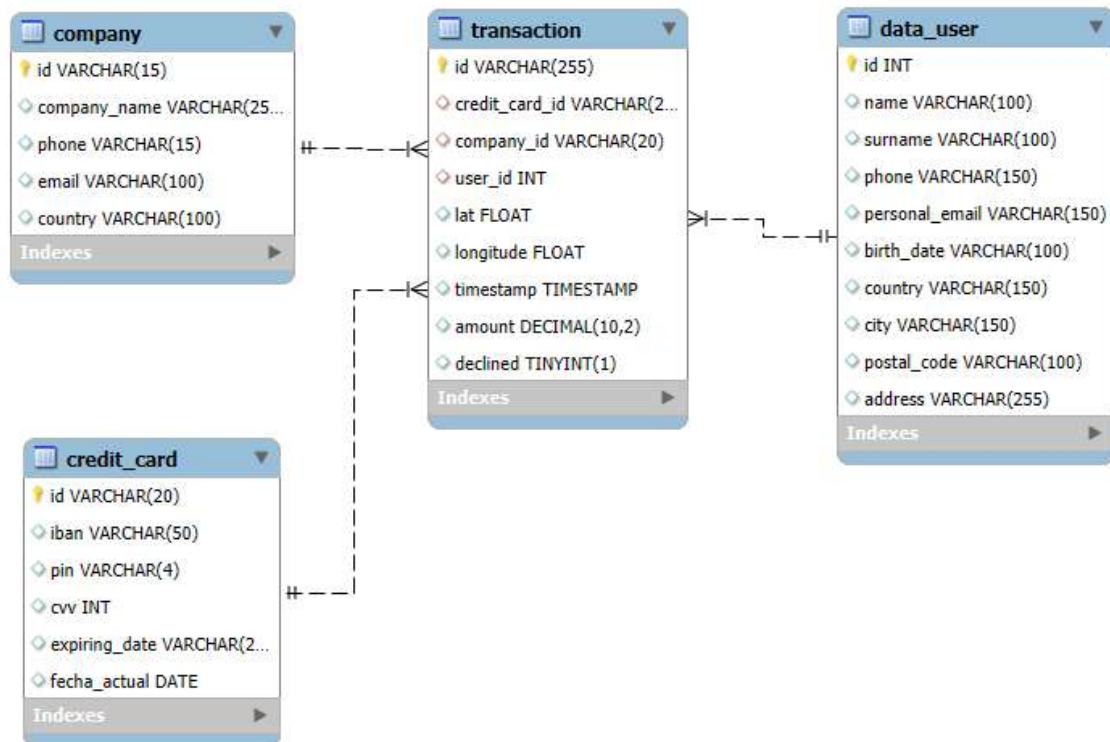 company
id VARCHAR(15)
company_name VARCHAR(25...
phone VARCHAR(15)
email VARCHAR(100)
country VARCHAR(100)
Indexes
transaction
id VARCHAR(255)
credit_card_id VARCHAR(2...
company_id VARCHAR(20)
user_id INT
lat FLOAT
longitude FLOAT
timestamp TIMESTAMP
amount DECIMAL(10,2)
declined TINYINT(1)
Indexes
data_user
id INT
name VARCHAR(100)
surname VARCHAR(100)
phone VARCHAR(150)
personal_email VARCHAR(150)
birth_date VARCHAR(100)
country VARCHAR(150)
city VARCHAR(150)
postal_code VARCHAR(100)
address VARCHAR(255)
Indexes
credit_card
id VARCHAR(20)
iban VARCHAR(50)
pin VARCHAR(4)
cvv INT
expiring_date VARCHAR(2...
fecha_actual DATE
Indexes